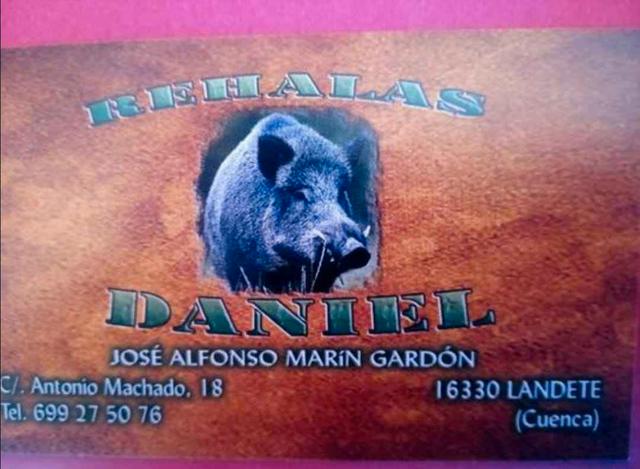 REHALAS
DANIEL
JOSÉ ALFONSO MARíN GARDÓN
C/. Antonio Machado, 18
16330 LANDETE
Tel. 699 27 50 76
(Cuenca)